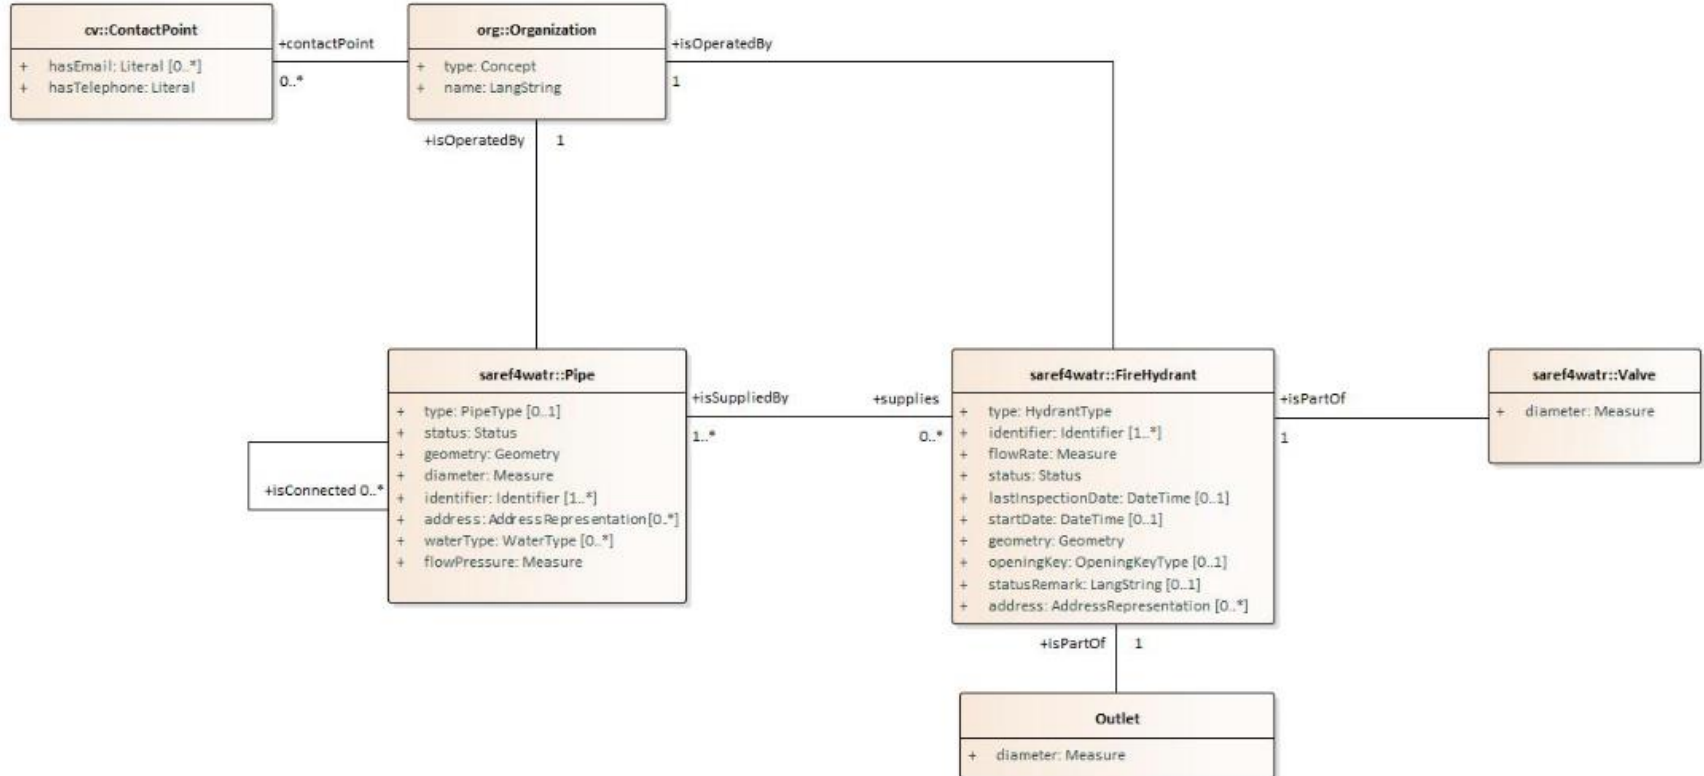 cv::ContactPoint
+ hasEmail: Literal [0..*]
+ hasTelephone: Literal
+contactPoint
0..*
org::Organization
+ type: Concept
+ name: LangString
+isOperatedBy
1
+isOperatedBy 1
saref4watr::Pipe
+ type: PipeType [0..1]
+ status: Status
+ geometry: Geometry
+ diameter: Measure
+ identifier: Identifier [1..*]
+ address: AddressRepresentation[0..*]
+ waterType: WaterType [0..*]
+ flowPressure: Measure
+isConnected 0..*
+isSuppliedBy
1..*
+supplies
0..*
saref4watr::FireHydrant
+ type: HydrantType
+ identifier: Identifier [1..*]
+ flowRate: Measure
+ status: Status
+ lastInspectionDate: DateTime [0..1]
+ startDate: DateTime [0..1]
+ geometry: Geometry
+ openingKey: OpeningKeyType [0..1]
+ statusRemark: LangString [0..1]
+ address: AddressRepresentation [0..*]
+isPartOf
1
saref4watr::Valve
+ diameter: Measure
+isPartOf 1
Outlet
+ diameter: Measure